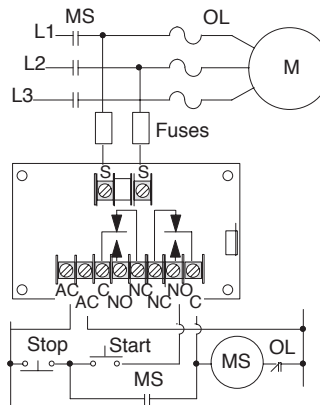 MS OL
L1
L2 M
L3
Fuses
S S
AC C NC NO
AC NO NC C
Stop Start MS OL
MS